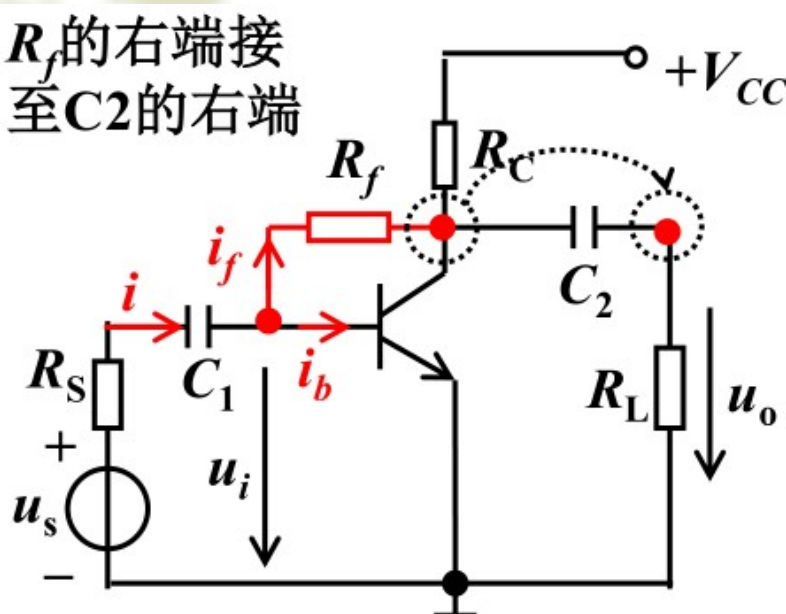 Rf的右端接
至C2的右端
+VCC
Rf
RC
if
i
C2
RS
C1
ib
RL
uo
+
ui
us
−